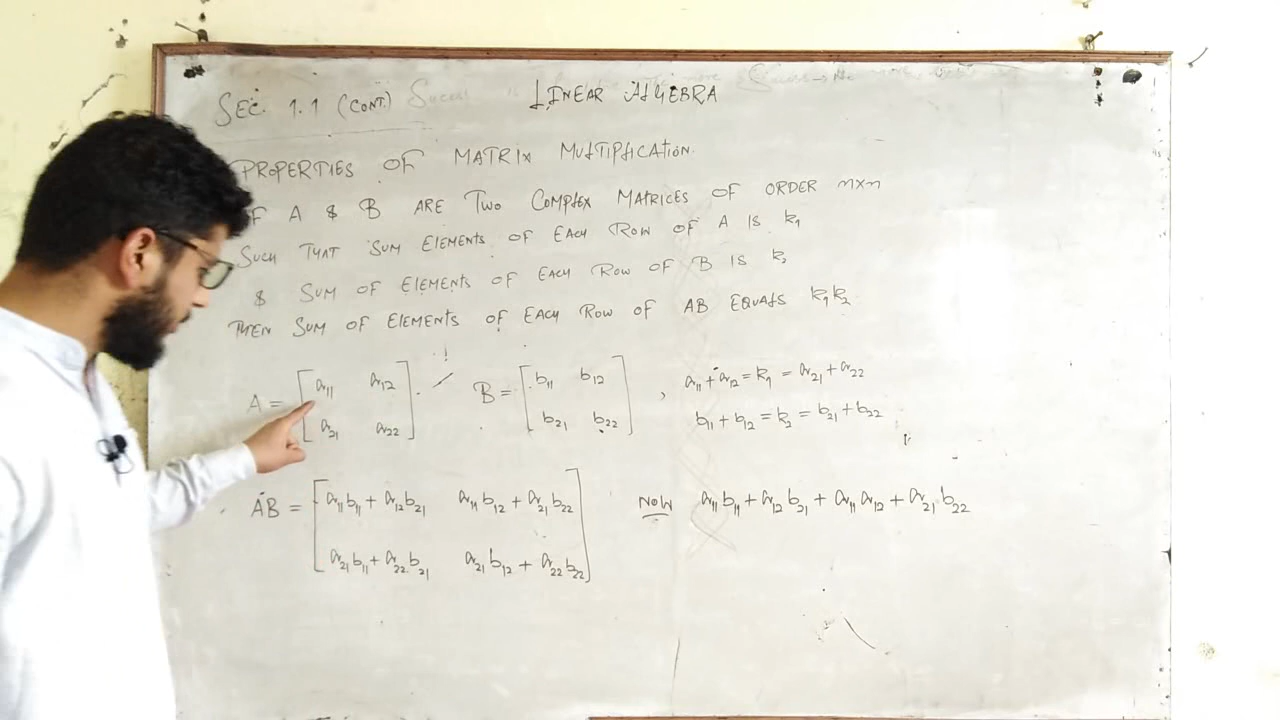 SEC. 1.1 (CONT.) LINEAR ALGEBRA
PROPERTIES OF MATRIX MULTIPLICATION.
F A & B ARE TWO COMPLEX MATRICES OF ORDER n×n
SUCH THAT SUM ELEMENTS OF EACH ROW OF A IS k₁
& SUM OF ELEMENTS OF EACH ROW OF B IS k₂
THEN SUM OF ELEMENTS OF EACH ROW OF AB EQUALS k₁k₂.
A = [a₁₁ a₁₂ B = [b₁₁ b₁₂ , a₁₁ + a₁₂ = k₁ = a₂₁ + a₂₂
a₂₁ a₂₂] b₂₁ b₂₂] b₁₁ + b₁₂ = k₂ = b₂₁ + b₂₂
AB = [a₁₁b₁₁ + a₁₂b₂₁ a₁₁b₁₂ + a₂₁b₂₂ NOW a₁₁b₁₁ + a₁₂b₂₁ + a₁₁a₁₂ + a₂₁b₂₂
a₂₁b₁₁ + a₂₂b₂₁ a₂₁b₁₂ + a₂₂b₂₂]